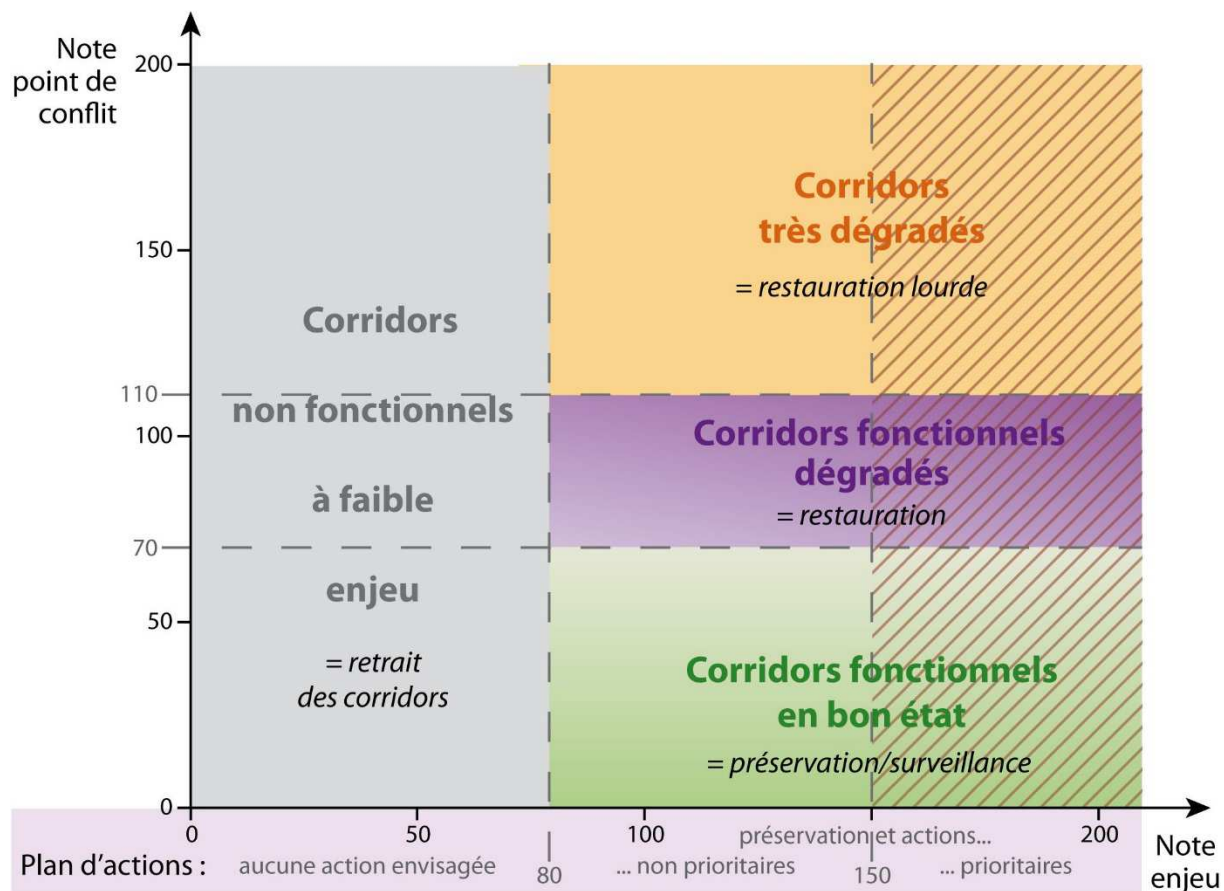 Note
point de
conflit
200
150
110
100
70
50
0
Corridors
non fonctionnels
à faible
enjeu
= retrait
des corridors
Corridors
très dégradés
= restauration lourde
Corridors fonctionnels
dégradés
= restauration
Corridors fonctionnels
en bon état
= préservation/surveillance
0
50
100
préservation et actions...
200
Note
enjeu
Plan d'actions :
aucune action envisagée
80
... non prioritaires
150
... prioritaires